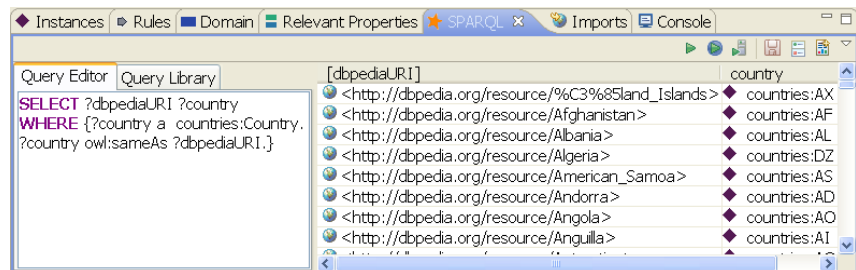 Instances Rules Domain Relevant Properties SPARQL Imports Console
Query Editor Query Library
SELECT ?dbpediaURI ?country
WHERE {?country a countries:Country.
?country owl:sameAs ?dbpediaURI.}
[dbpediaURI] country
<http://dbpedia.org/resource/%C3%85land_Islands> countries:AX
<http://dbpedia.org/resource/Afghanistan> countries:AF
<http://dbpedia.org/resource/Albania> countries:AL
<http://dbpedia.org/resource/Algeria> countries:DZ
<http://dbpedia.org/resource/American_Samoa> countries:AS
<http://dbpedia.org/resource/Andorra> countries:AD
<http://dbpedia.org/resource/Angola> countries:AO
<http://dbpedia.org/resource/Anguilla> countries:AI